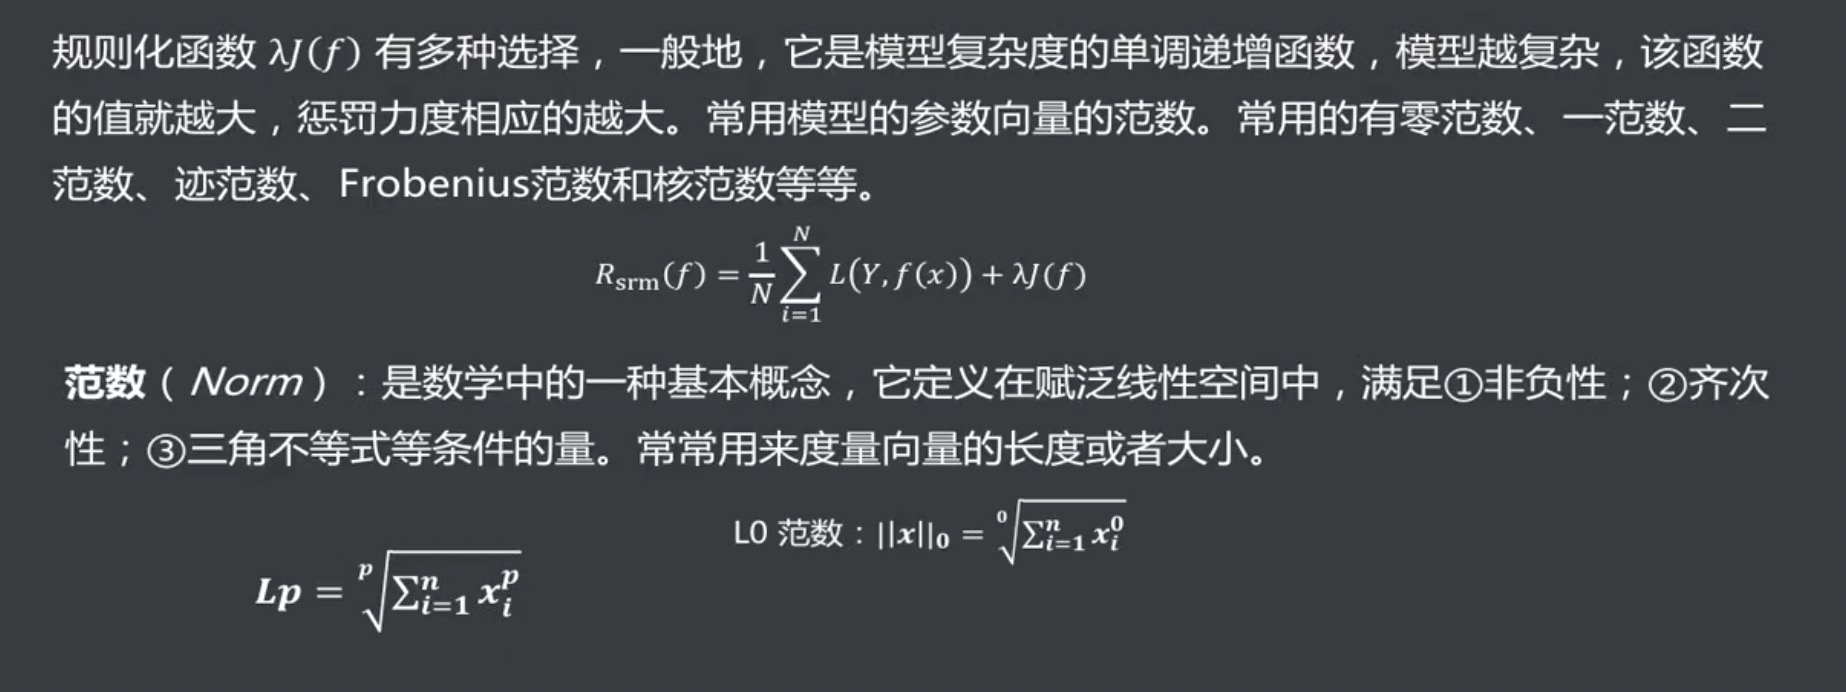 规则化函数 λJ(f) 有多种选择，一般地，它是模型复杂度的单调递增函数，模型越复杂，该函数
的值就越大，惩罚力度相应的越大。常用模型的参数向量的范数。常用的有零范数、一范数、二
范数、迹范数、Frobenius范数和核范数等等。
R_srm(f) = \frac{1}{N} \sum_{i=1}^{N} L(Y, f(x)) + λJ(f)
范数（Norm）：是数学中的一种基本概念，它定义在赋泛线性空间中，满足①非负性；②齐次
性；③三角不等式等条件的量。常常用来度量向量的长度或者大小。
L0 范数：||x||_0 = \sqrt[0]{\sum_{i=1}^{n} x_i^0}
Lp = \sqrt[p]{\sum_{i=1}^{n} x_i^p}